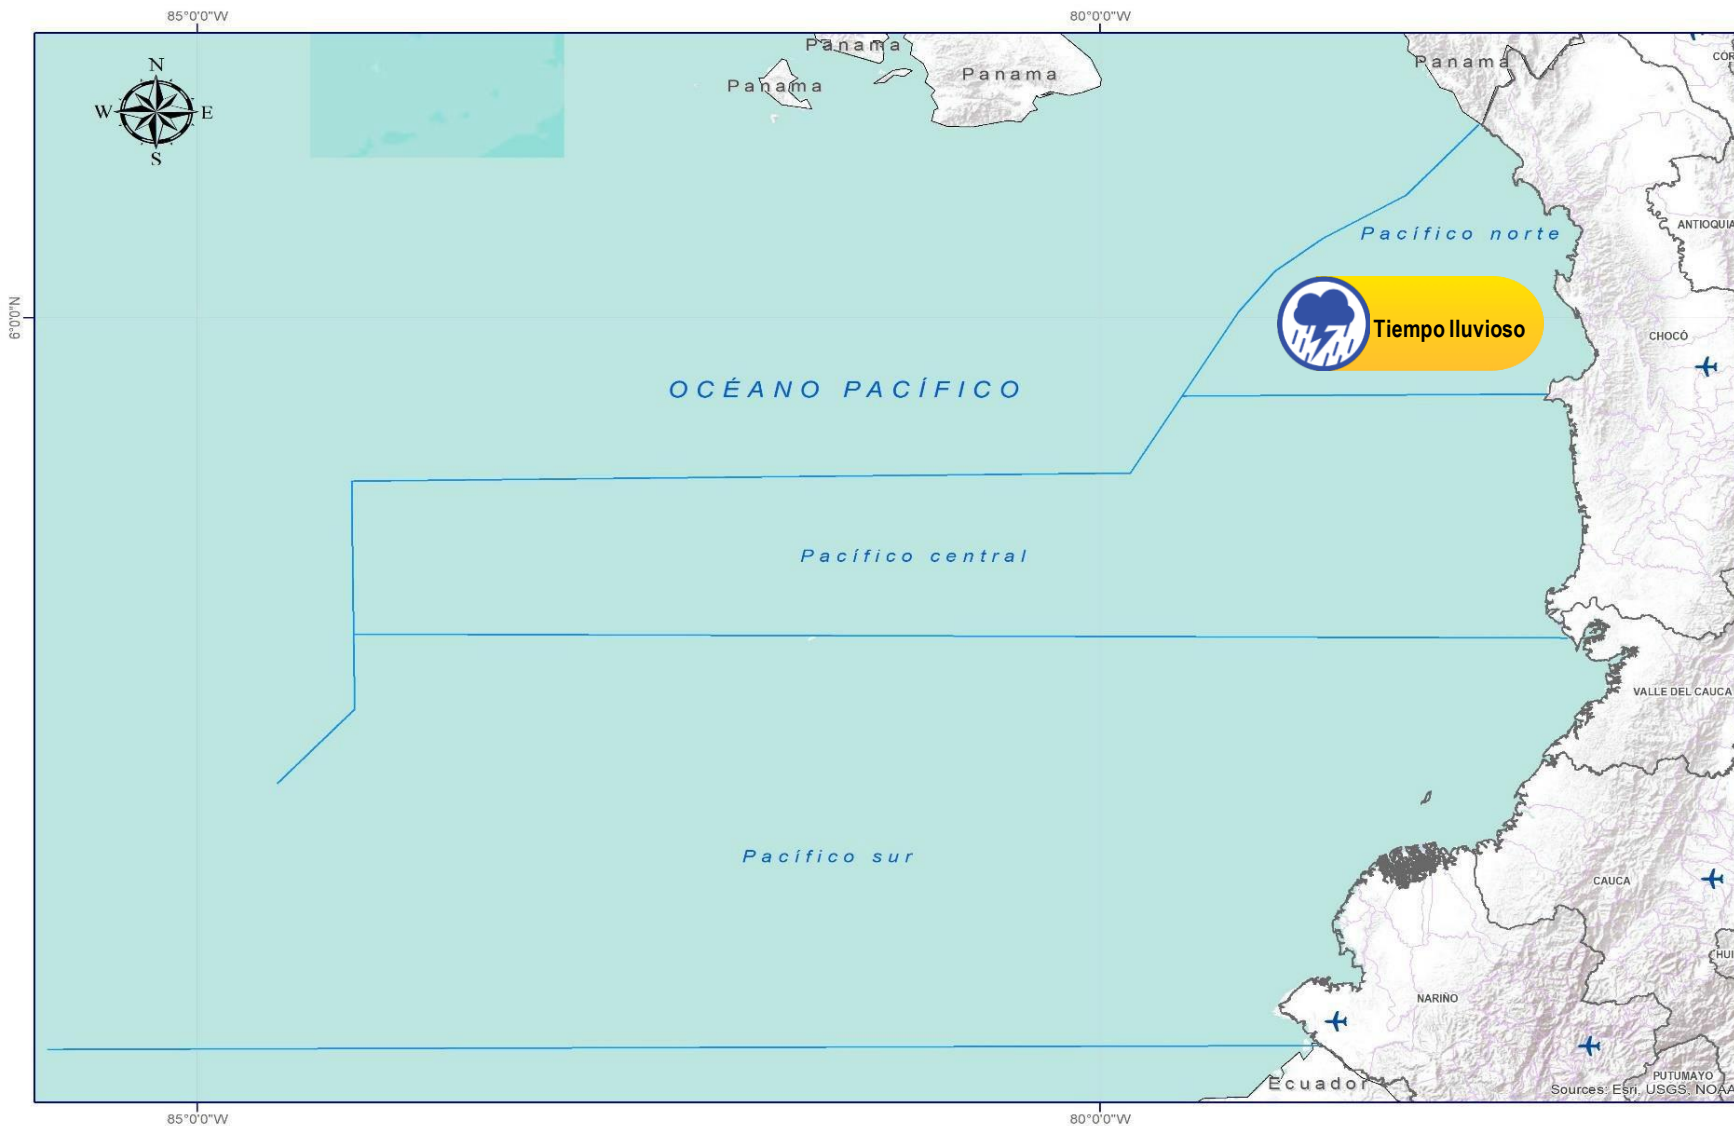 85°0'0"W
80°0'0"W
Panama
Panama
Panama
Panama
N
W
E
S
CÓR
Pacífico norte
ANTIOQUIA
6°0'0"N
Tiempo lluvioso
CHOCÓ
OCÉANO PACÍFICO
Pacífico central
VALLE DEL CAUCA
Pacífico sur
CAUCA
HUI
NARIÑO
PUTUMAYO
Ecuador
Sources: Esri, USGS, NOAA
85°0'0"W
80°0'0"W